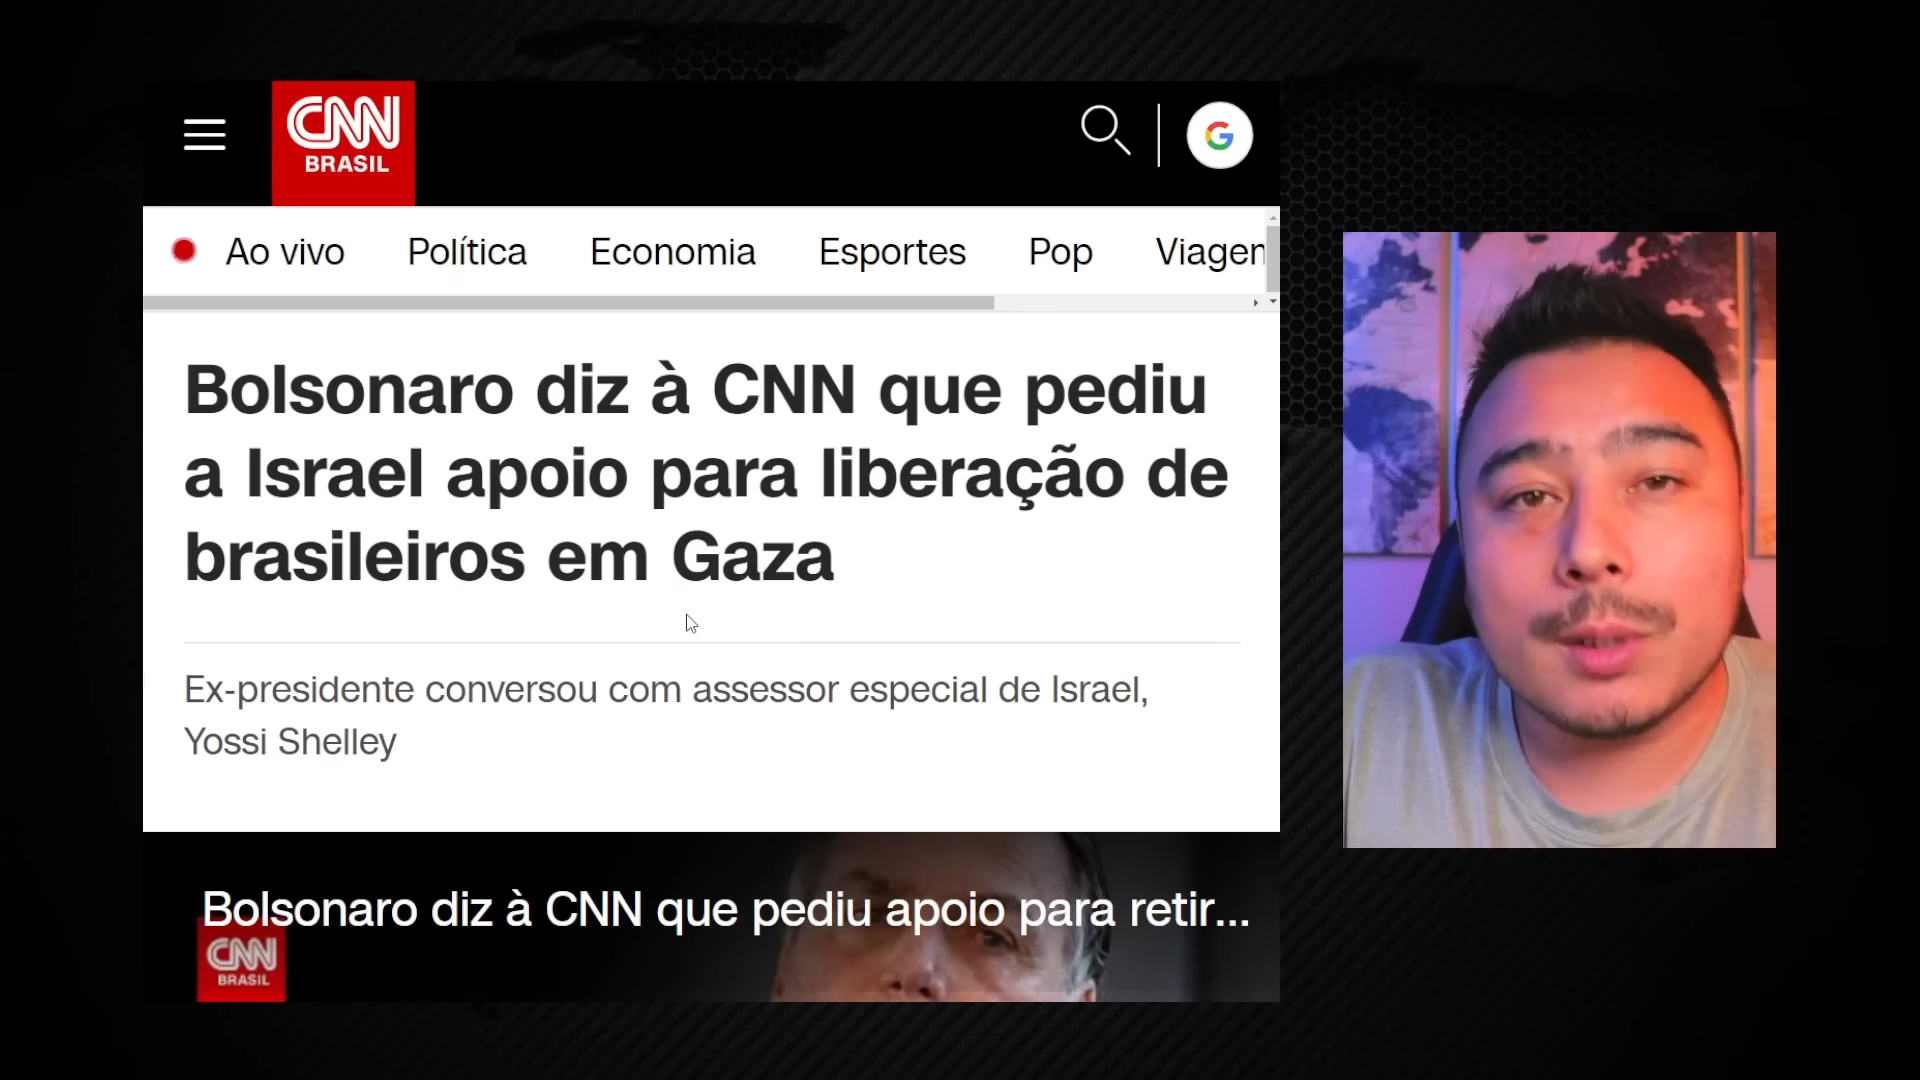 CNN
BRASIL
Ao vivo Política Economia Esportes Pop Viagem
Bolsonaro diz à CNN que pediu
a Israel apoio para liberação de
brasileiros em Gaza
Ex-presidente conversou com assessor especial de Israel,
Yossi Shelley
Bolsonaro diz à CNN que pediu apoio para retir...
CNN
BRASIL